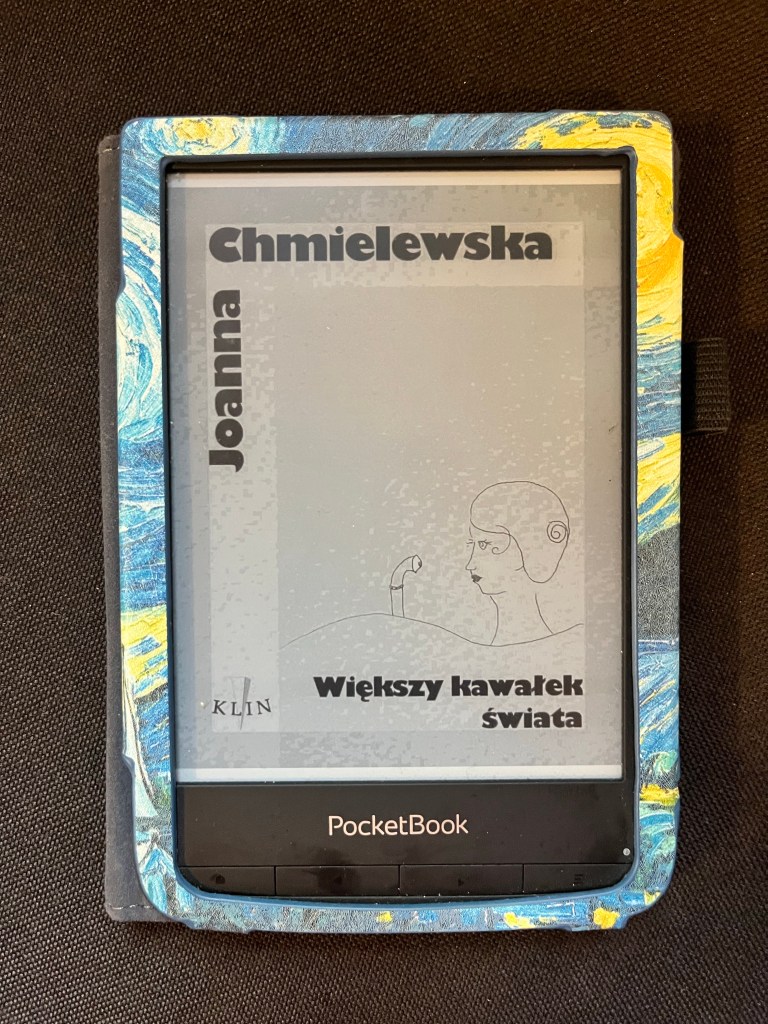 Chmielewska
Joanna
KLIN
Większy kawałek
świata
PocketBook